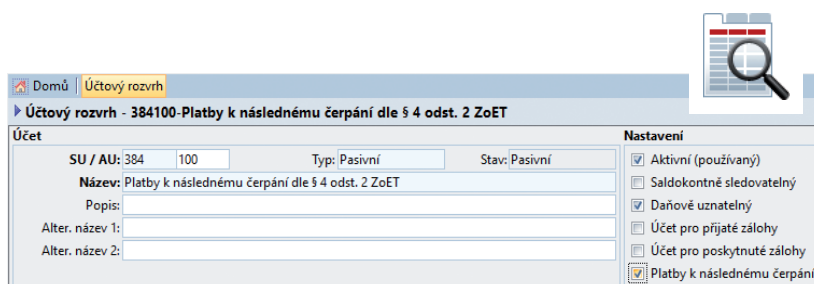 Domů Účtový rozvrh
Účtový rozvrh - 384100-Platby k následnému čerpání dle § 4 odst. 2 ZoET
Účet Nastavení
SU / AU: 384 100 Typ: Pasivní Stav: Pasivní Aktivní (používaný)
Saldokontně sledovatelný
Název: Platby k následnému čerpání dle § 4 odst. 2 ZoET Daňově uznatelný
Popis: Účet pro přijaté zálohy
Alter. název 1:
Alter. název 2: Účet pro poskytnuté zálohy
Platby k následnému čerpání